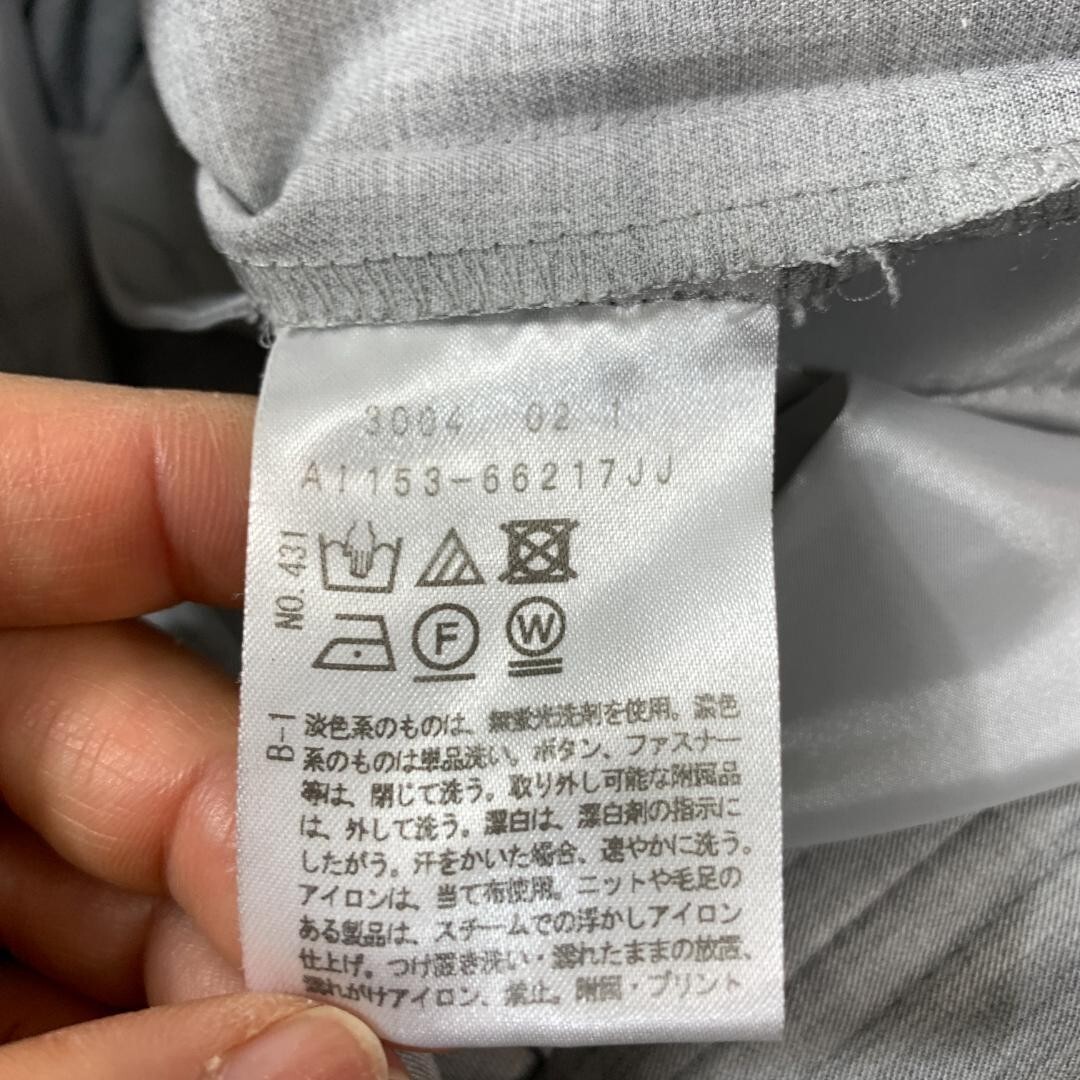 3004 02 1
AI153-66217JJ
NO.431
F
W
B-1
淡色系のものは、無蛍光洗剤を使用。濃色
系のものは単品洗い。ボタン、ファスナー
等は、閉じて洗う。取り外し可能な附属品
は、外して洗う。漂白は、漂白剤の指示に
したがう。汗をかいた場合、速やかに洗う。
アイロンは、当て布使用。ニットや毛足の
ある製品は、スチームでの浮かしアイロン
仕上げ。つけ置き洗い・濡れたままの放置、
濡れがけアイロン、禁止。附属・プリント